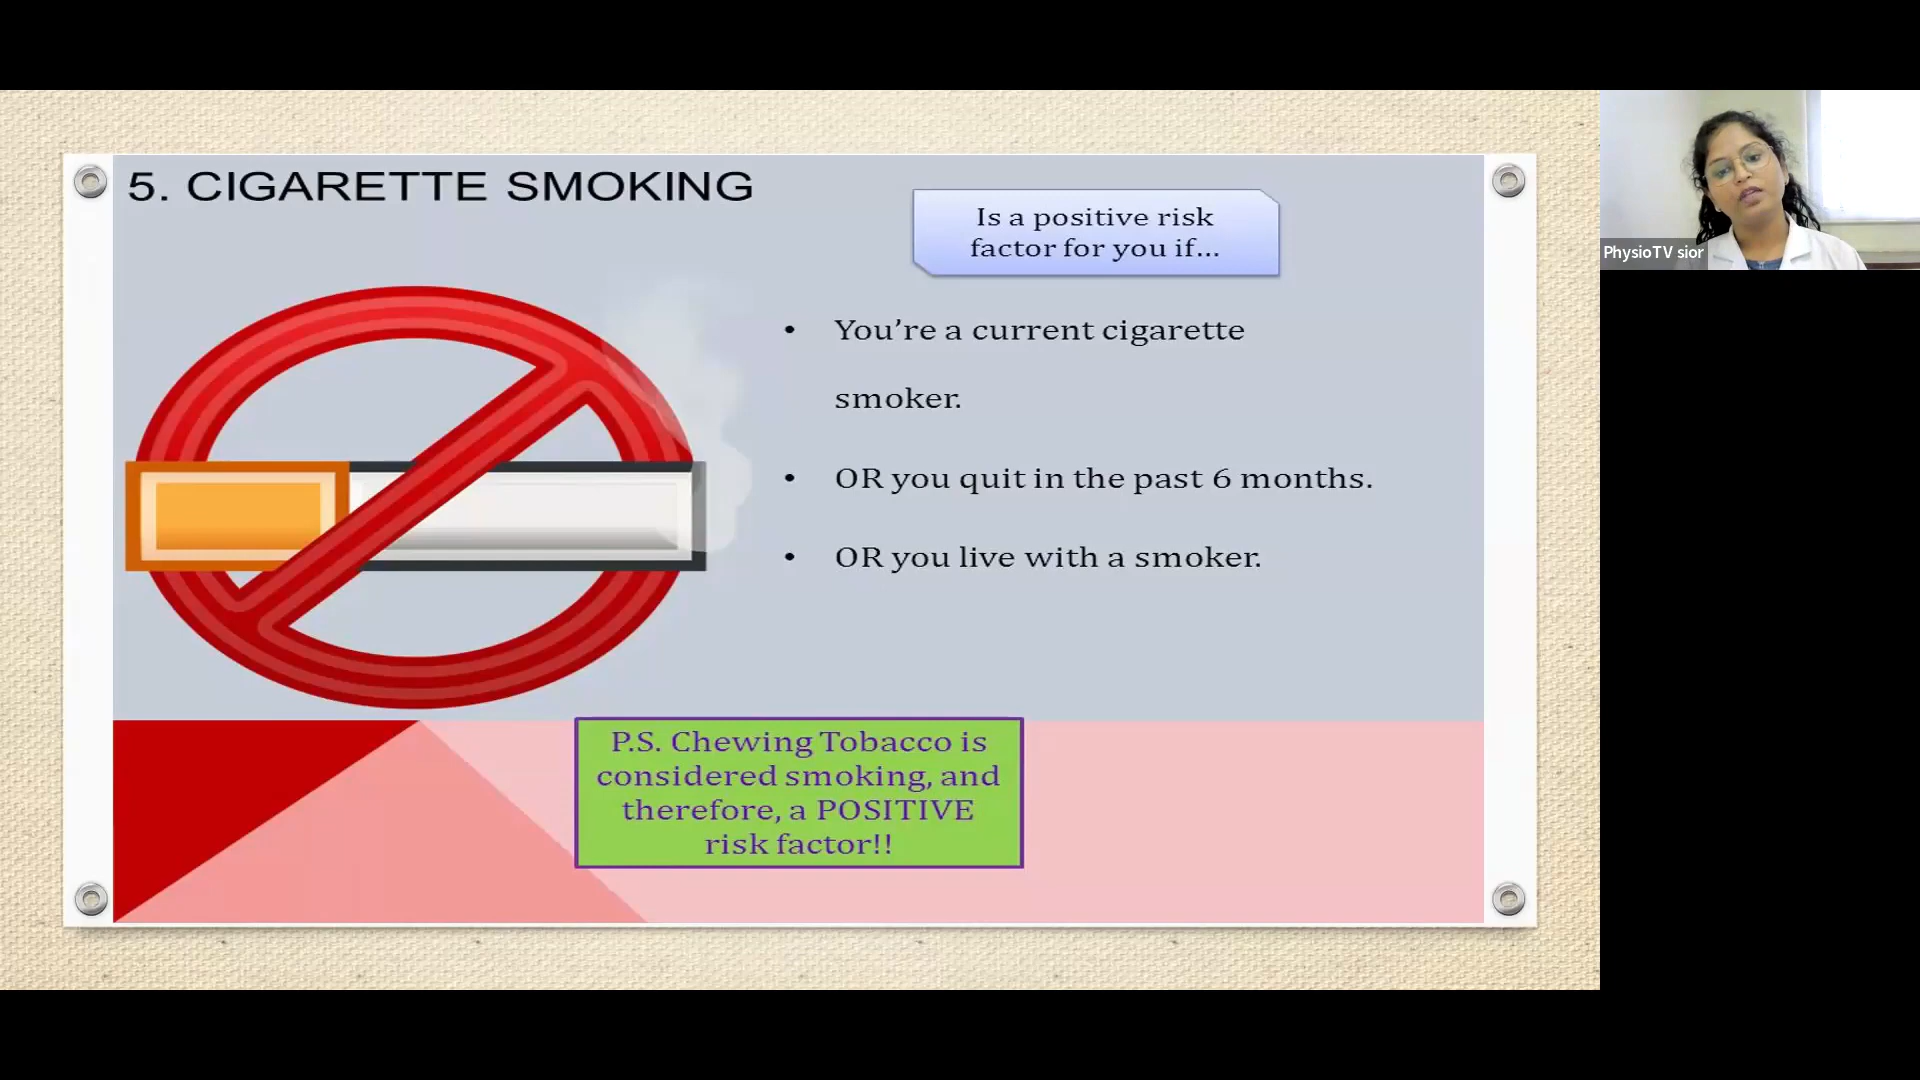 5. CIGARETTE SMOKING
Is a positive risk
factor for you if...
• You’re a current cigarette
smoker.
• OR you quit in the past 6 months.
• OR you live with a smoker.
P.S. Chewing Tobacco is
considered smoking, and
therefore, a POSITIVE
risk factor!!
PhysioTV sior